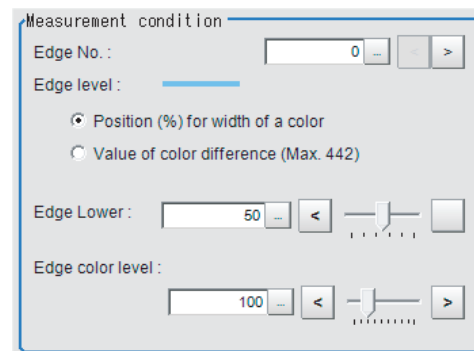 Measurement condition
Edge No. : 0 ... < >
Edge level :
Position (%) for width of a color
Value of color difference (Max. 442)
Edge Lower : 50 ... <
Edge color level :
100 ... < >